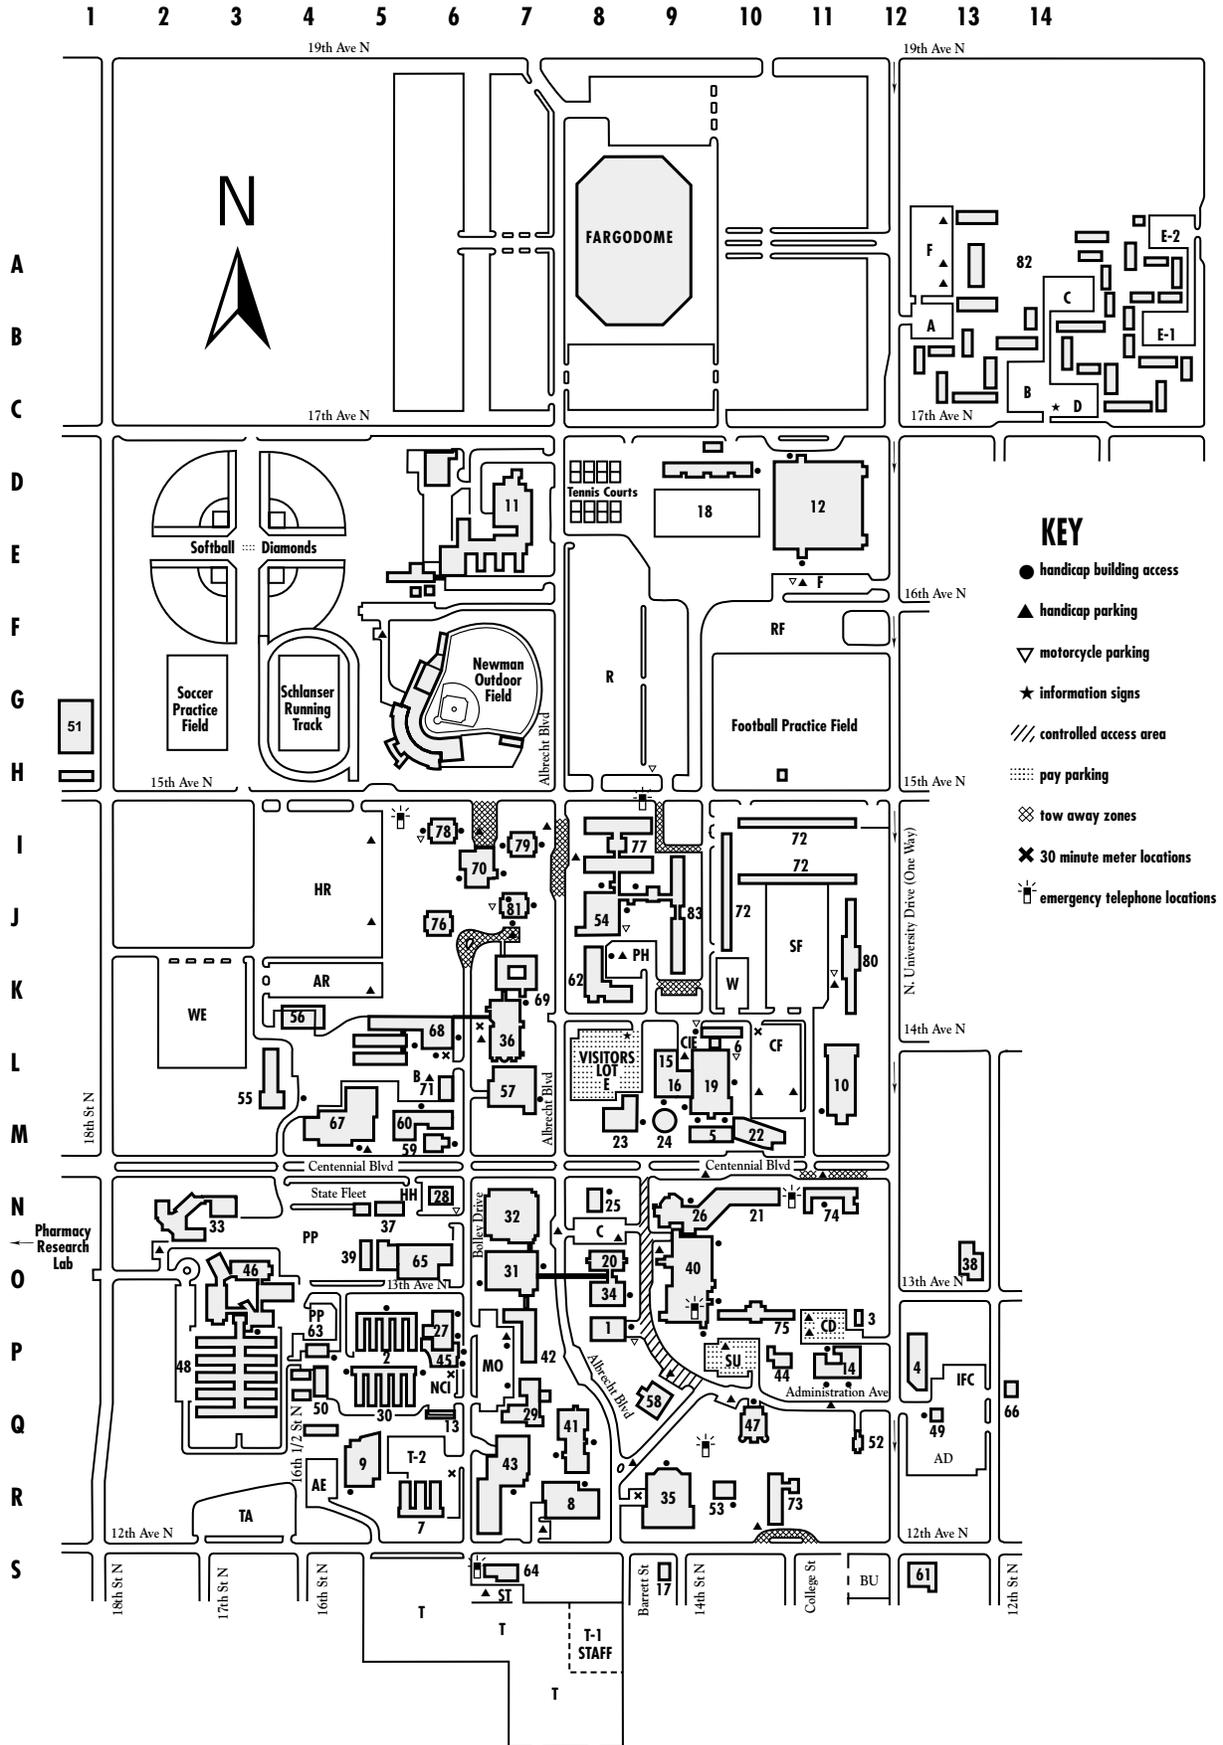 1 2 3 4 5 6 7 8 9 10 11 12 13 14
19th Ave N 19th Ave N
N
FARGODOME
A
F
82
E-2
C
B
A
E-1
B
D
C
17th Ave N 17th Ave N
D
11
Tennis Courts
18
12
KEY
E
Softball Diamonds
handicap building access
F
16th Ave N
handicap parking
F
RF
motorcycle parking
G
51
Soccer
Practice
Field
Schlanser
Running
Track
Newman
Outdoor
Field
R
Football Practice Field
information signs
controlled access area
Albrecht Blvd
H
15th Ave N 15th Ave N
pay parking
tow away zones
30 minute meter locations
emergency telephone locations
I
78
79
70
77
72
72
N. University Drive (One Way)
HR
J
81
76
54
83
72
SF
PH
80
K
AR
62
W
69
WE
56
68
36
14th Ave N
L
VISITORS
LOT
E
CIE
6
CF
15
16
19
10
B
71
57
55
18th St N
Albrecht Blvd
M
67
60
59
23
24
5
22
Centennial Blvd Centennial Blvd
N
State Fleet
HH
28
33
37
Bolley Drive
32
25
C
26
21
74
Pharmacy
Research
Lab
PP
39
65
O
46
31
20
34
40
38
13th Ave N 13th Ave N
PP
63
27
1
75
CD
3
P
48
2
45
MO
42
SU
44
14
4
IFC
NCI
Albrecht Blvd
Administration Ave
50
30
58
66
Q
13
29
41
47
49
52
16th 1/2 St N
9
T-2
43
AD
R
AE
7
8
35
53
73
TA
12th Ave N 12th Ave N
S
64
ST
17
BU
61
18th St N
17th St N
16th St N
Barrett St
14th St N
College St
12th St N
T
T
T-1
STAFF
T